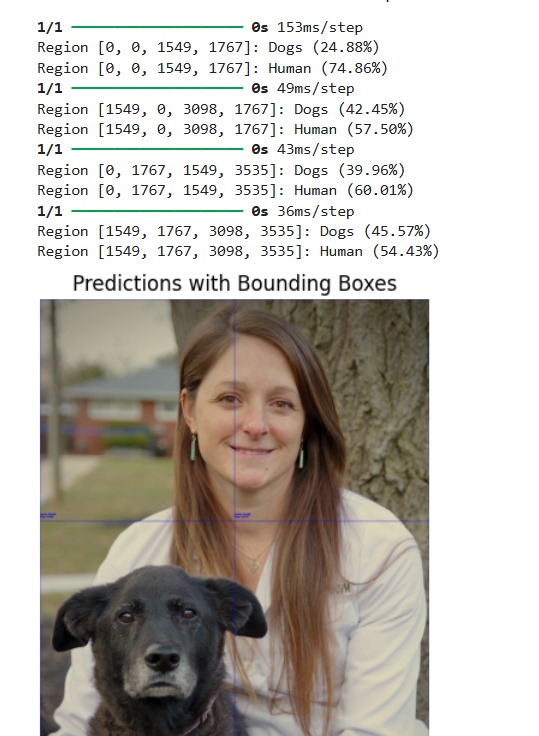 1/1 ━━━━━━━━━━━━━━━━━━━━ 0s 153ms/step
Region [0, 0, 1549, 1767]: Dogs (24.88%)
Region [0, 0, 1549, 1767]: Human (74.86%)
1/1 ━━━━━━━━━━━━━━━━━━━━ 0s 49ms/step
Region [1549, 0, 3098, 1767]: Dogs (42.45%)
Region [1549, 0, 3098, 1767]: Human (57.50%)
1/1 ━━━━━━━━━━━━━━━━━━━━ 0s 43ms/step
Region [0, 1767, 1549, 3535]: Dogs (39.96%)
Region [0, 1767, 1549, 3535]: Human (60.01%)
1/1 ━━━━━━━━━━━━━━━━━━━━ 0s 36ms/step
Region [1549, 1767, 3098, 3535]: Dogs (45.57%)
Region [1549, 1767, 3098, 3535]: Human (54.43%)
Predictions with Bounding Boxes